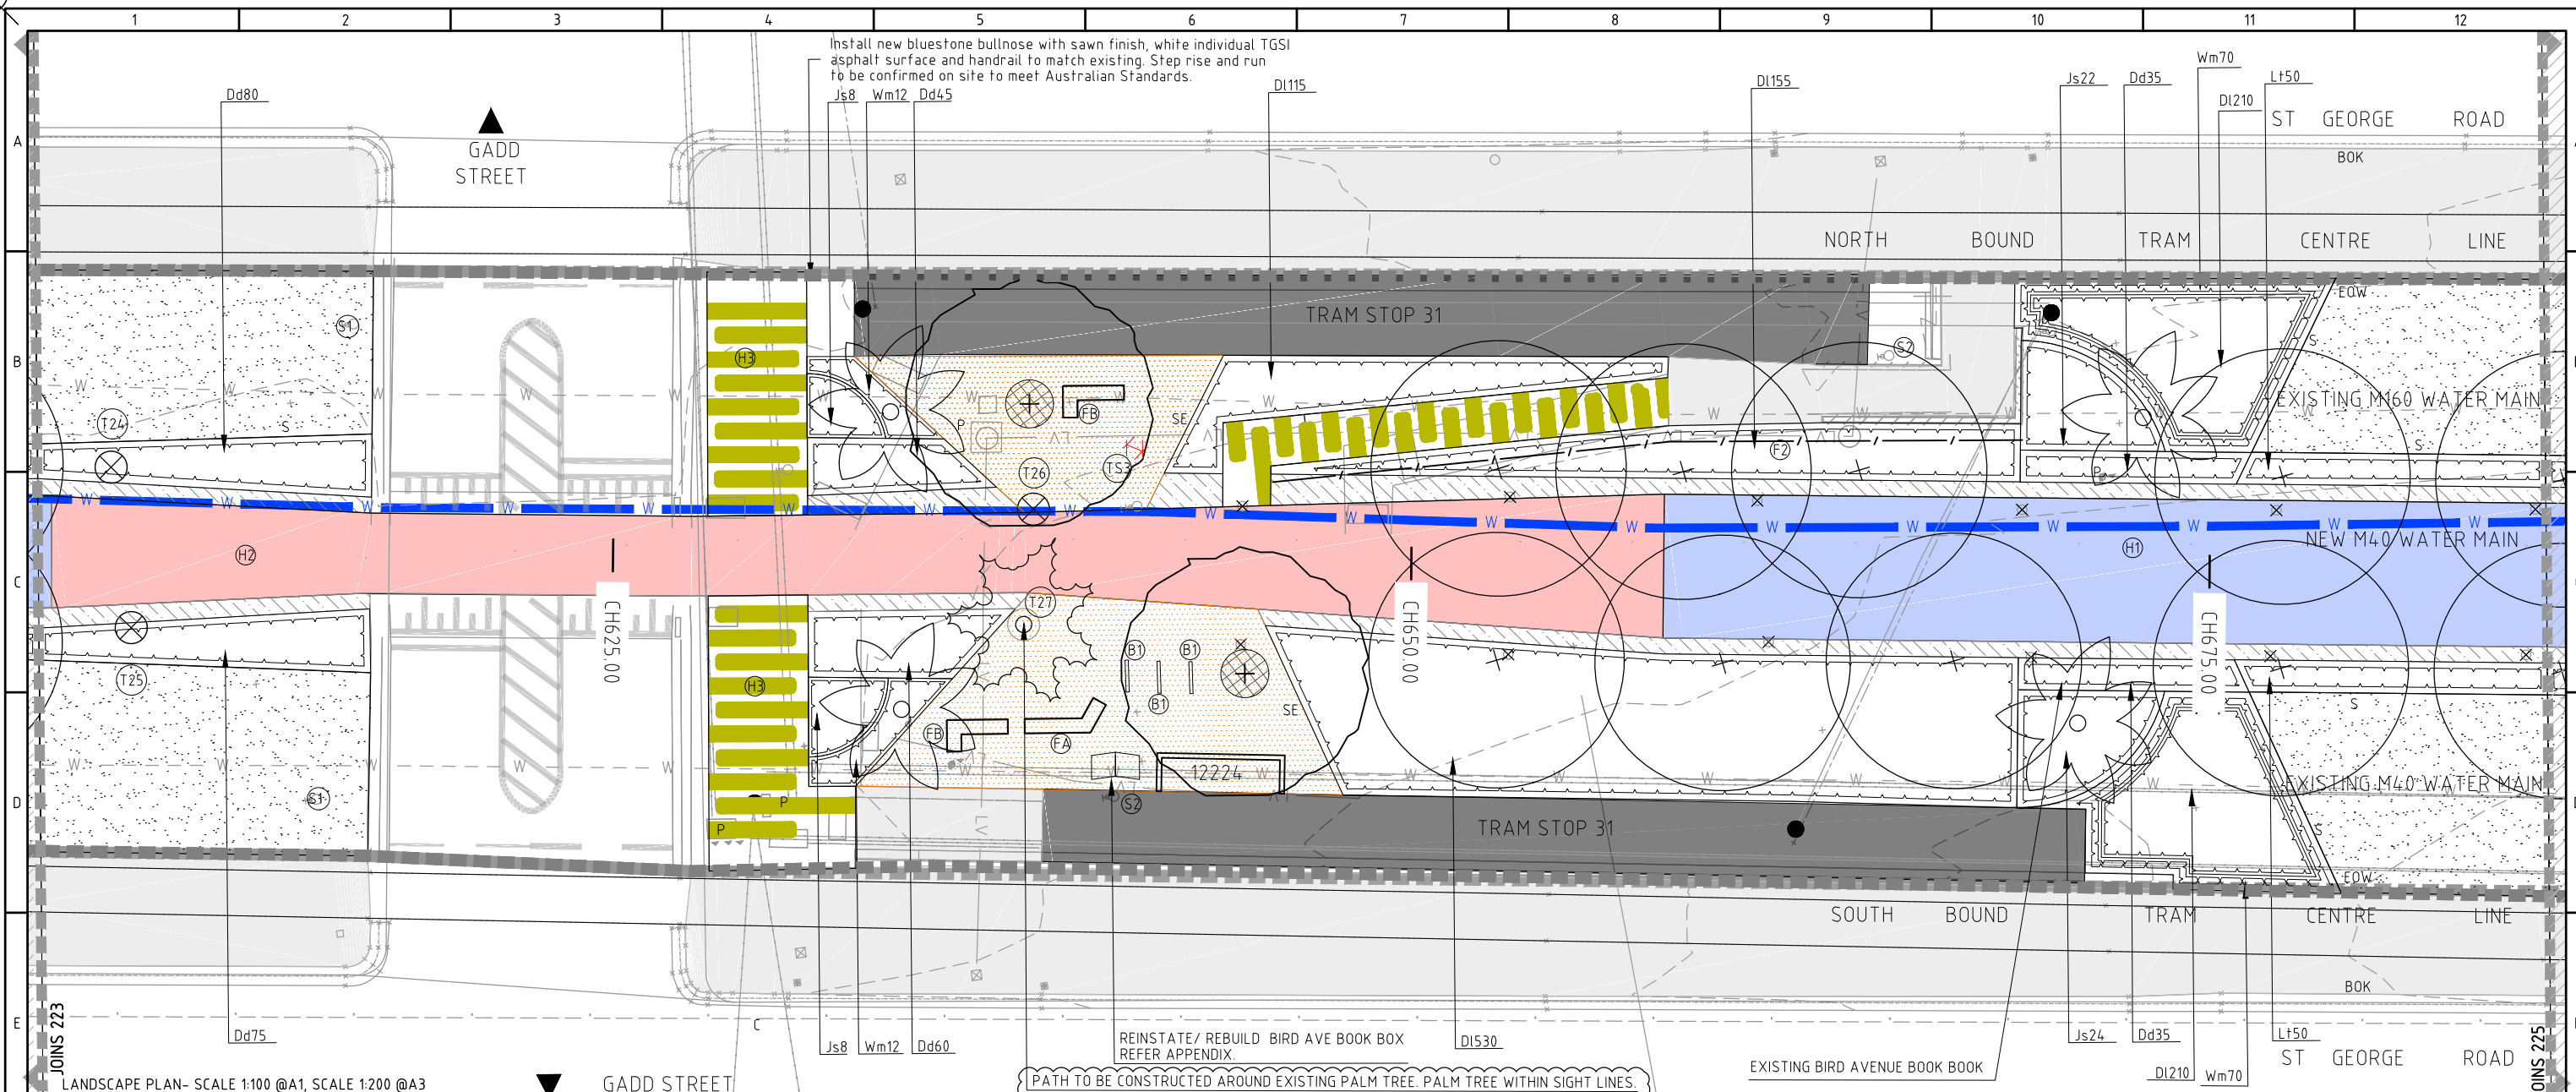 1 2 3 4 5 6 7 8 9 10 11 12
Install new bluestone bullnose with sawn finish, white individual TGSI
asphalt surface and handrail to match existing. Step rise and run
to be confirmed on site to meet Australian Standards.
Dd80
Js8 Wm12 Dd45
Dl115
Dl155
Js22 Dd35
Wm70
Lt50
Dl210
ST GEORGE ROAD
A
GADD
STREET
BOK
NORTH BOUND TRAM CENTRE LINE
EOW
S1
TRAM STOP 31
S2
S
B
H3
W W W W W W W W W
FB
SE
P
EXISTING M160 WATER MAIN
T24
S
LV
F2
S
T26
TS3
P
W W W W W W W W W W W W W W W W W W
NEW M40 WATER MAIN
H2
H1
C
CH625.00
CH650.00
CH675.00
T27
T25
B1 B1
B1
H3
SE
S
FB
FA
W W W W W W W W W W W W
12224
EXISTING M40 WATER MAIN
D
S1
P
P
S2
LV
TRAM STOP 31
S
EOW
SOUTH BOUND TRAM CENTRE LINE
BOK
E
JOINS 223
C
Dd75
Js8 Wm12 Dd60
REINSTATE/ REBUILD BIRD AVE BOOK BOX
REFER APPENDIX.
Dl530
Js24 Dd35
Lt50
EXISTING BIRD AVENUE BOOK BOOK
Dl210 Wm70
ST GEORGE ROAD
OINS 225
LANDSCAPE PLAN- SCALE 1:100 @A1, SCALE 1:200 @A3
GADD STREET
PATH TO BE CONSTRUCTED AROUND EXISTING PALM TREE. PALM TREE WITHIN SIGHT LINES.